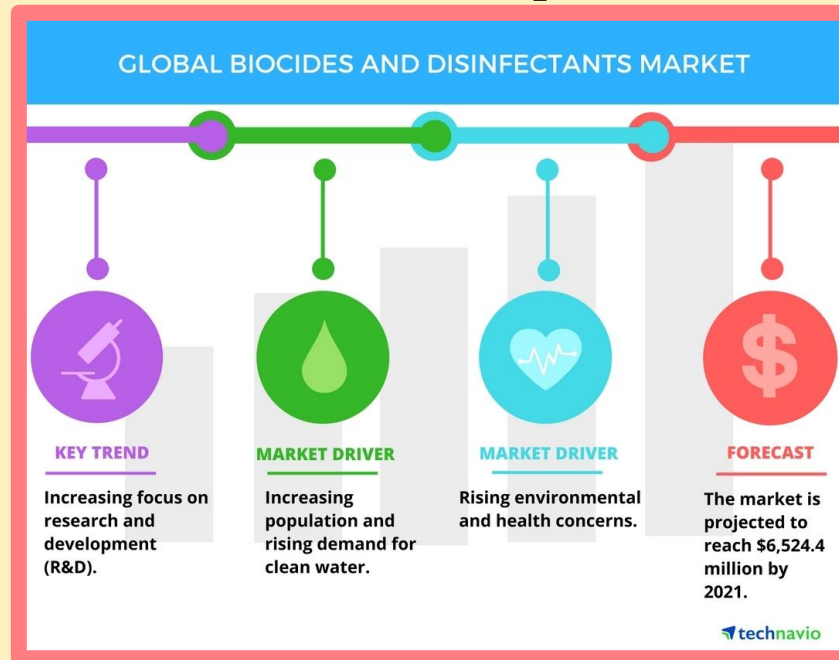 GLOBAL BIOCIDES AND DISINFECTANTS MARKET
KEY TREND
Increasing focus on
research and
development
(R&D).
MARKET DRIVER
Increasing
population and
rising demand for
clean water.
MARKET DRIVER
Rising environmental
and health concerns.
FORECAST
The market is
projected to
reach $6,524.4
million by
2021.
technavio